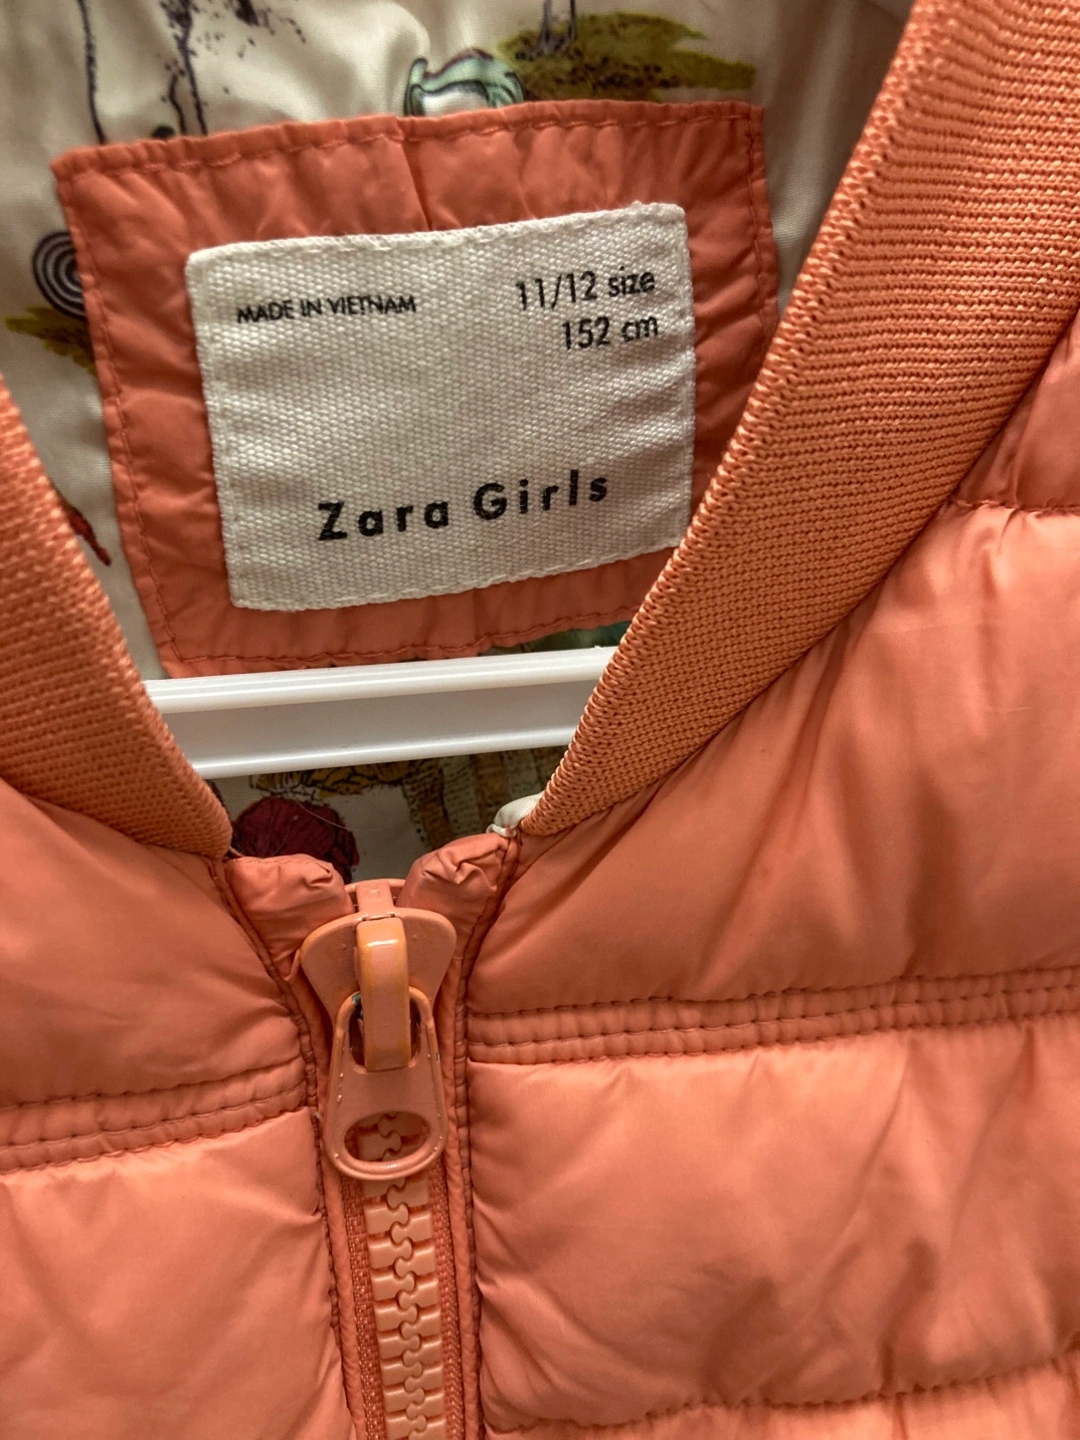 MADE IN VIETNAM
11/12 size
152 cm
Zara Girls